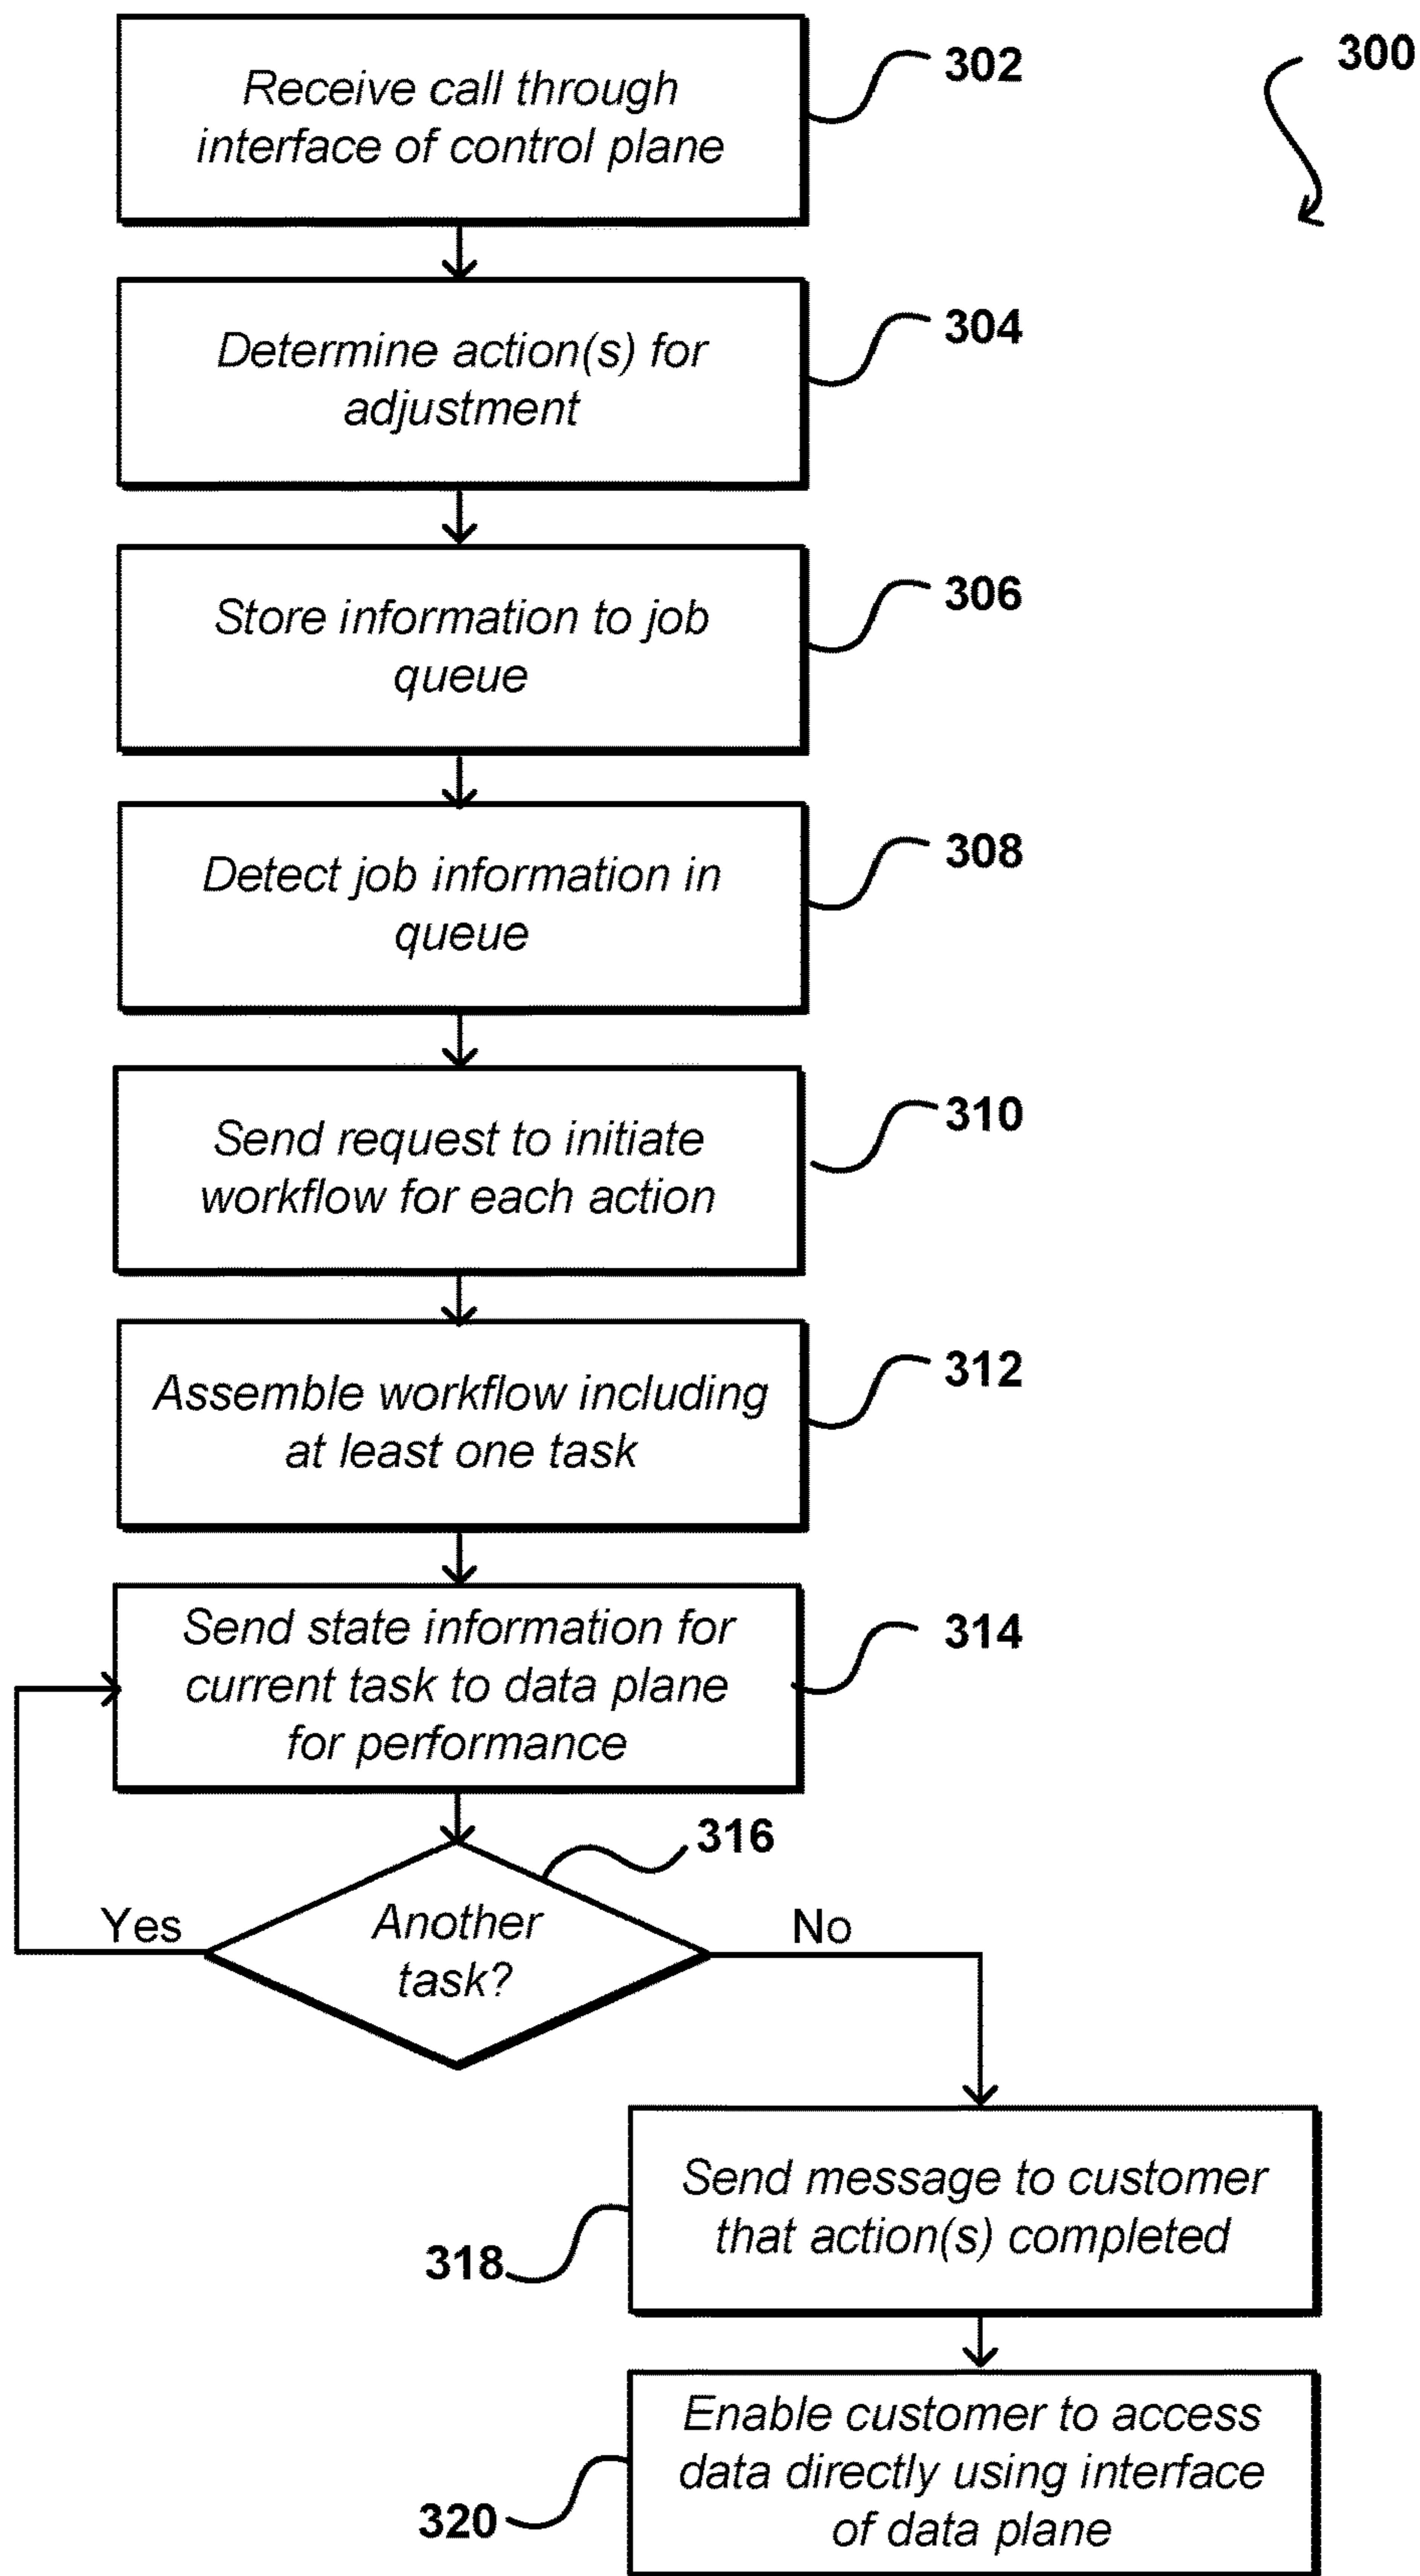 300
Receive call through
interface of control plane
302
Determine action(s) for
adjustment
304
Store information to job
queue
306
Detect job information in
queue
308
Send request to initiate
workflow for each action
310
Assemble workflow including
at least one task
312
Send state information for
current task to data plane
for performance
314
316
Another
task?
Yes
No
Send message to customer
that action(s) completed
318
Enable customer to access
data directly using interface
of data plane
320